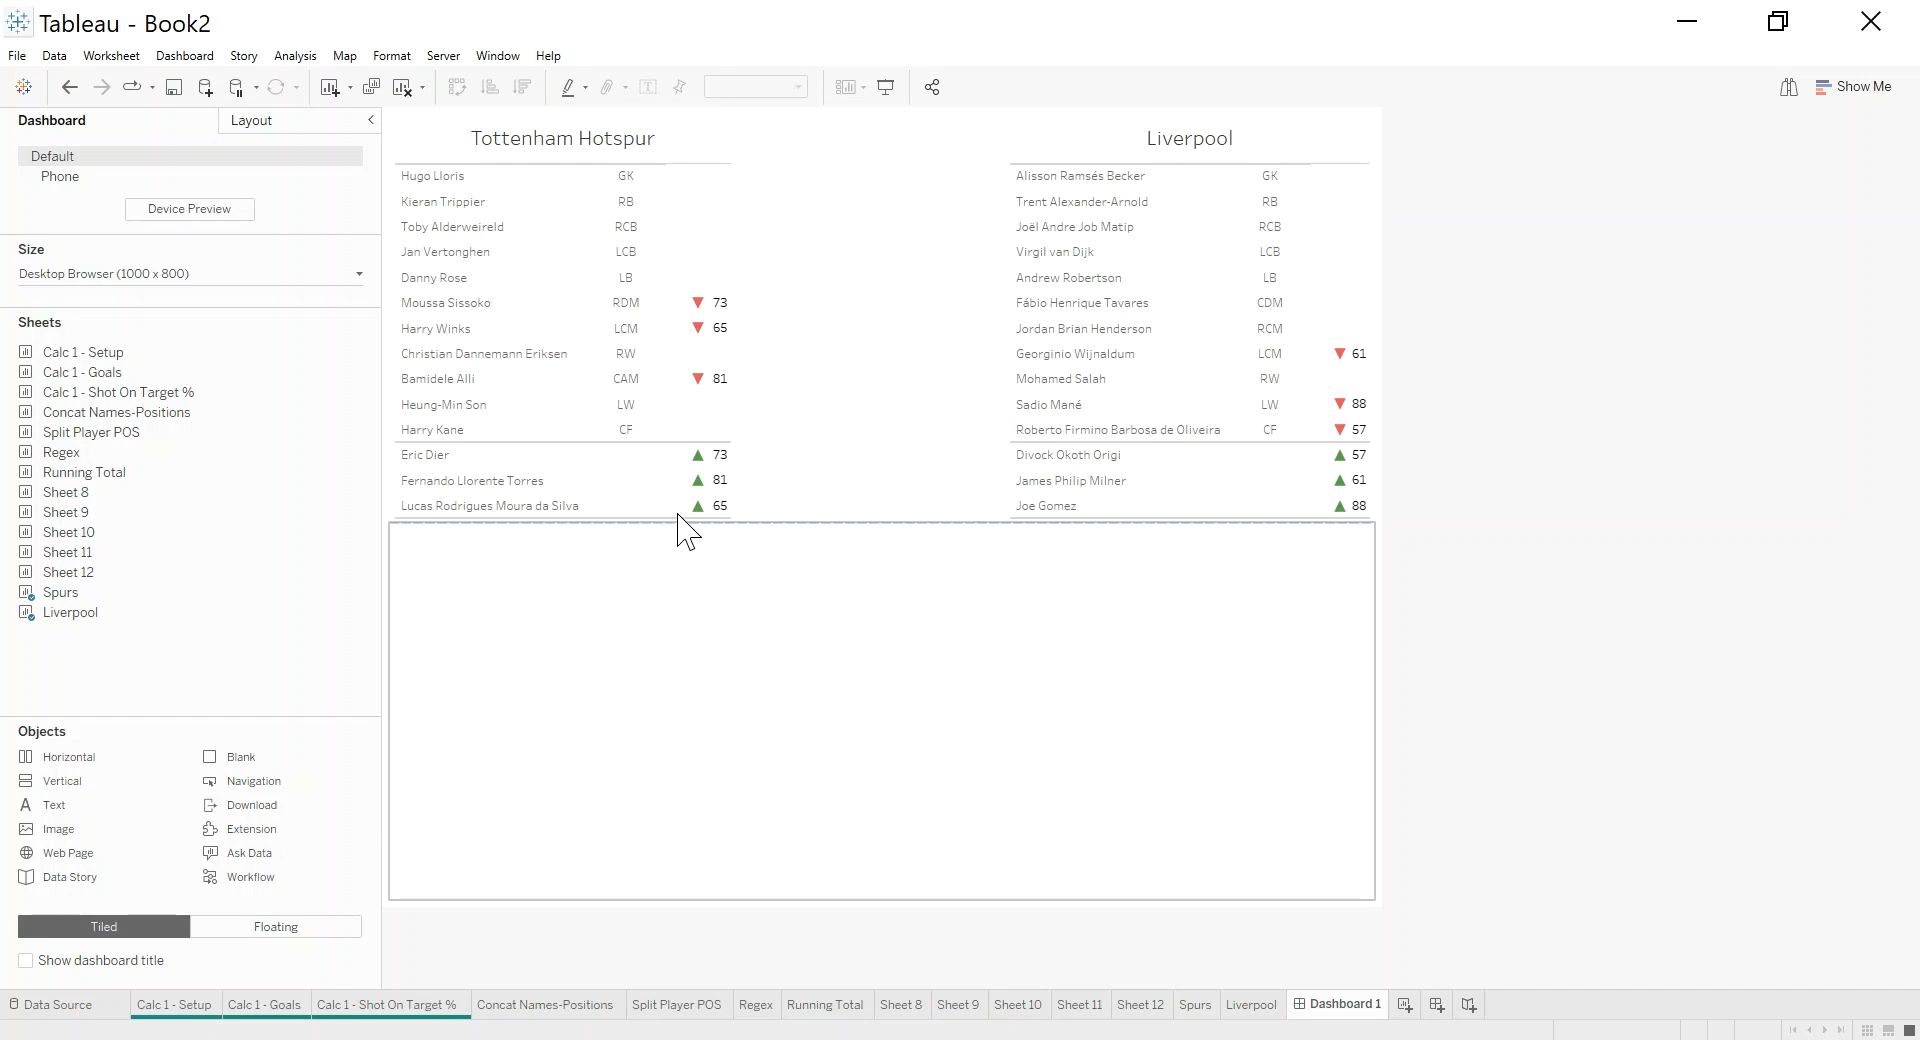 Tableau - Book2
File Data Worksheet Dashboard Story Analysis Map Format Server Window Help
Show Me
Dashboard Layout
Default
Phone
Device Preview
Size
Desktop Browser (1000 x 800)
Sheets
Calc 1 - Setup
Calc 1 - Goals
Calc 1 - Shot On Target %
Concat Names-Positions
Split Player POS
Regex
Running Total
Sheet 8
Sheet 9
Sheet 10
Sheet 11
Sheet 12
Spurs
Liverpool
Objects
Horizontal Blank
Vertical Navigation
Text Download
Image Extension
Web Page Ask Data
Data Story Workflow
Tiled Floating
Show dashboard title
Tottenham Hotspur
Hugo Lloris GK
Kieran Trippier RB
Toby Alderweireld RCB
Jan Vertonghen LCB
Danny Rose LB
Moussa Sissoko RDM ▼ 73
Harry Winks LCM ▼ 65
Christian Dannemann Eriksen RW
Bamidele Alli CAM ▼ 81
Heung-Min Son LW
Harry Kane CF
Eric Dier ▲ 73
Fernando Llorente Torres ▲ 81
Lucas Rodrigues Moura da Silva ▲ 65
Liverpool
Alisson Ramsés Becker GK
Trent Alexander-Arnold RB
Joël Andre Job Matip RCB
Virgil van Dijk LCB
Andrew Robertson LB
Fábio Henrique Tavares CDM
Jordan Brian Henderson RCM
Georginio Wijnaldum LCM ▼ 61
Mohamed Salah RW
Sadio Mané LW ▼ 88
Roberto Firmino Barbosa de Oliveira CF ▼ 57
Divock Okoth Origi ▲ 57
James Philip Milner ▲ 61
Joe Gomez ▲ 88
Data Source Calc 1 - Setup Calc 1 - Goals Calc 1 - Shot On Target % Concat Names-Positions Split Player POS Regex Running Total Sheet 8 Sheet 9 Sheet 10 Sheet 11 Sheet 12 Spurs Liverpool Dashboard 1